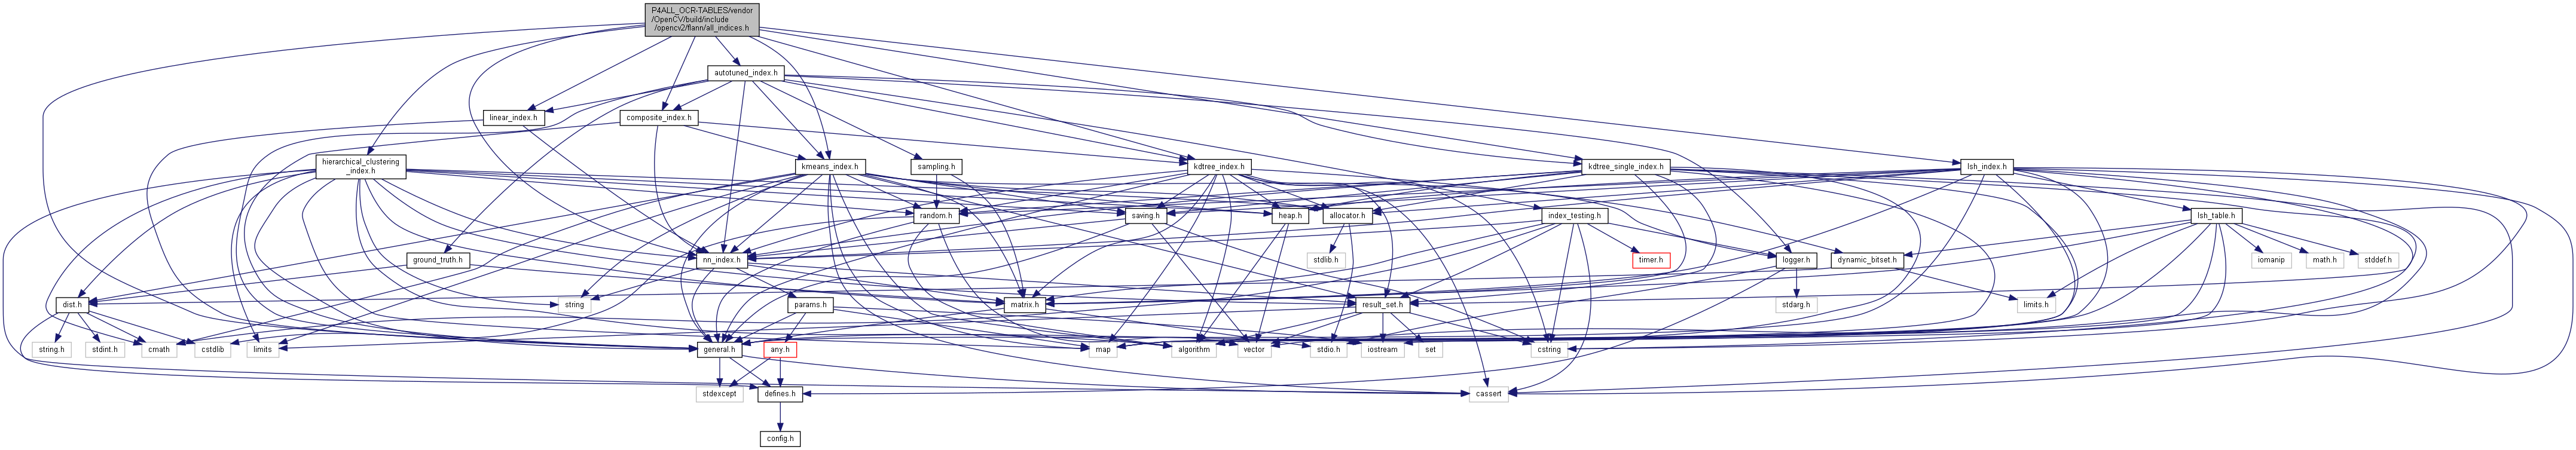 P4ALL_OCR-TABLES/vendor
/OpenCV/build/include
/opencv2/flann/all_indices.h
autotuned_index.h
linear_index.h
composite_index.h
hierarchical_clustering
_index.h
kmeans_index.h
sampling.h
kdtree_index.h
kdtree_single_index.h
lsh_index.h
random.h
saving.h
heap.h
allocator.h
index_testing.h
lsh_table.h
ground_truth.h
nn_index.h
stdlib.h
timer.h
logger.h
dynamic_bitset.h
iomanip
math.h
stddef.h
dist.h
string
params.h
matrix.h
result_set.h
stdarg.h
limits.h
string.h
stdint.h
cmath
cstdlib
limits
general.h
any.h
map
algorithm
vector
stdio.h
iostream
set
cstring
stdexcept
defines.h
cassert
config.h